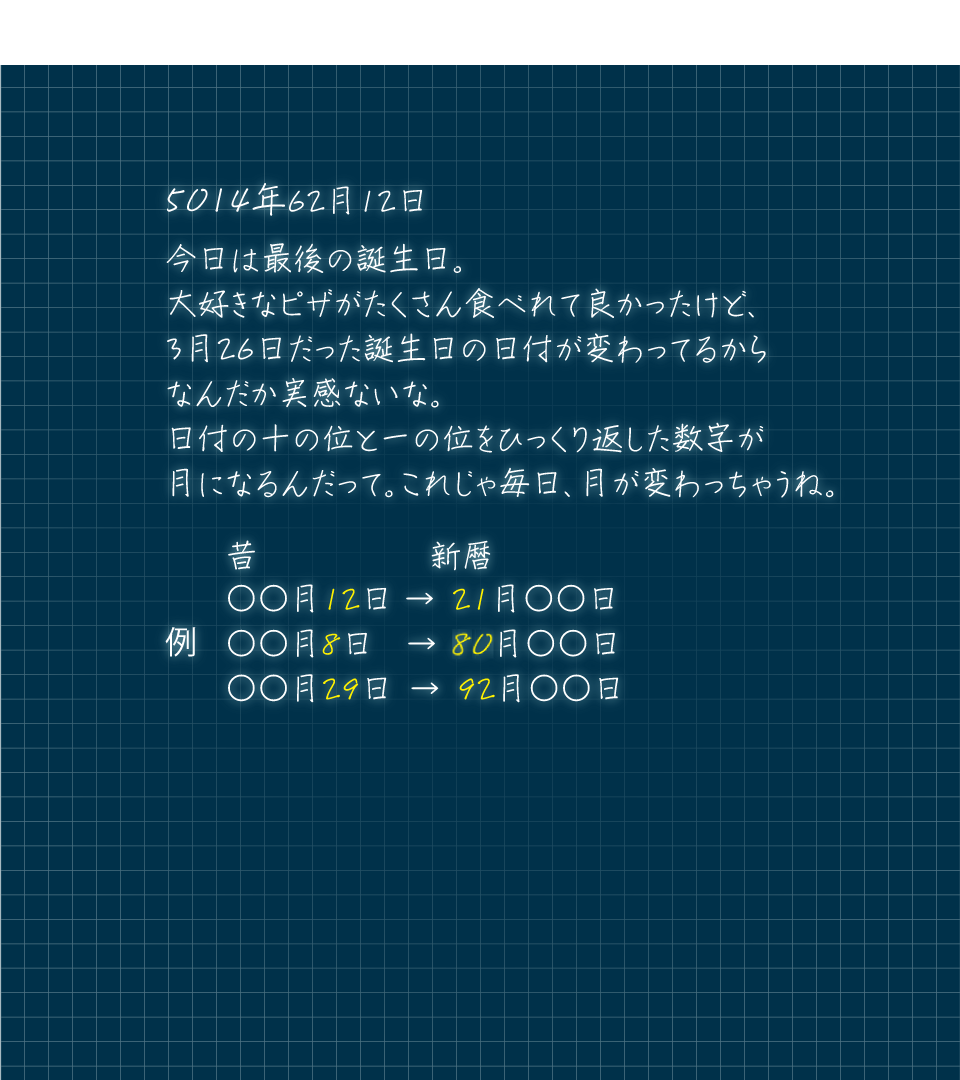 5014年62月12日
今日は最後の誕生日。
大好きなピザがたくさん食べれて良かったけど、
3月26日だった誕生日の日付が変わってるから
なんだか実感ないな。
日付の十の位と一の位をひっくり返した数字が
月になるんだって。これじゃ毎日、月が変わっちゃうね。
昔 新暦
〇〇月12日 → 21月〇〇日
例 〇〇月8日 → 80月〇〇日
〇〇月29日 → 92月〇〇日